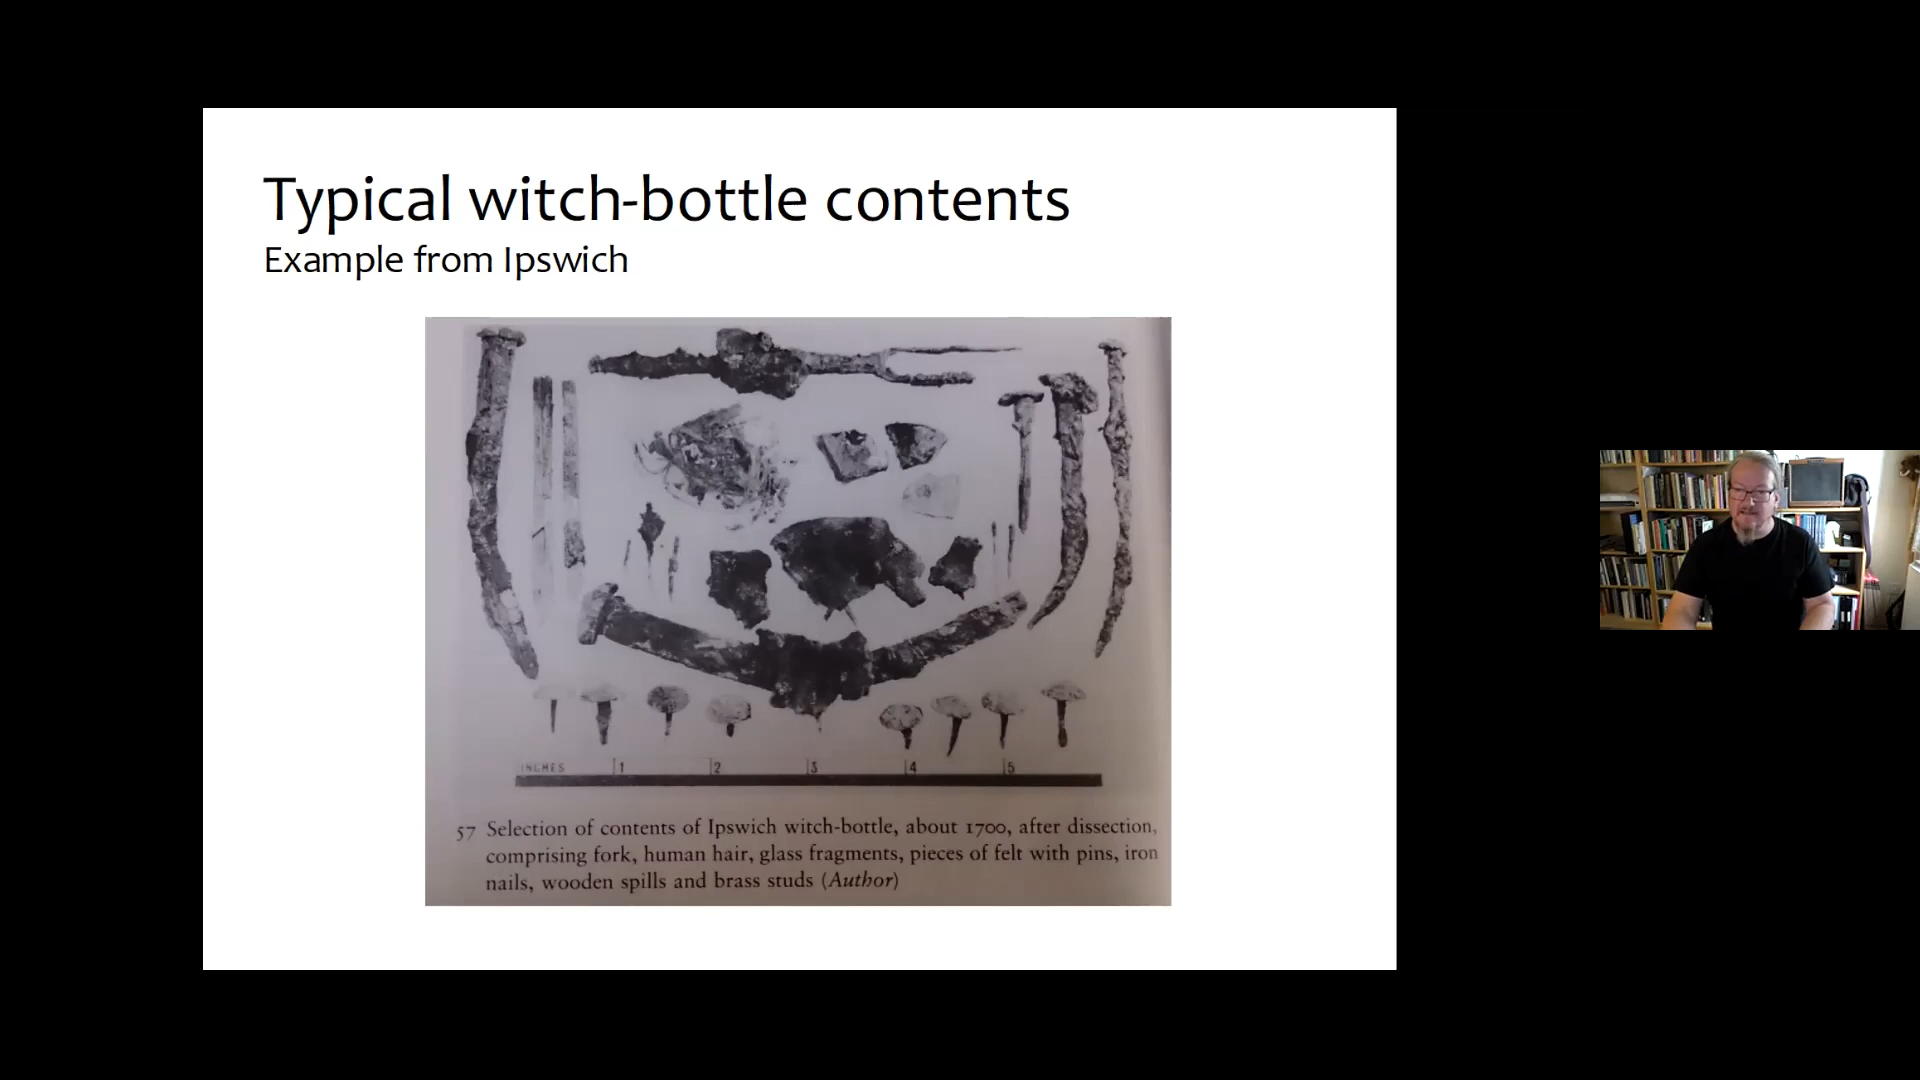 Typical witch-bottle contents
Example from Ipswich
INCHES 1 2 3 4 5
57 Selection of contents of Ipswich witch-bottle, about 1700, after dissection,
comprising fork, human hair, glass fragments, pieces of felt with pins, iron
nails, wooden spills and brass studs (Author)